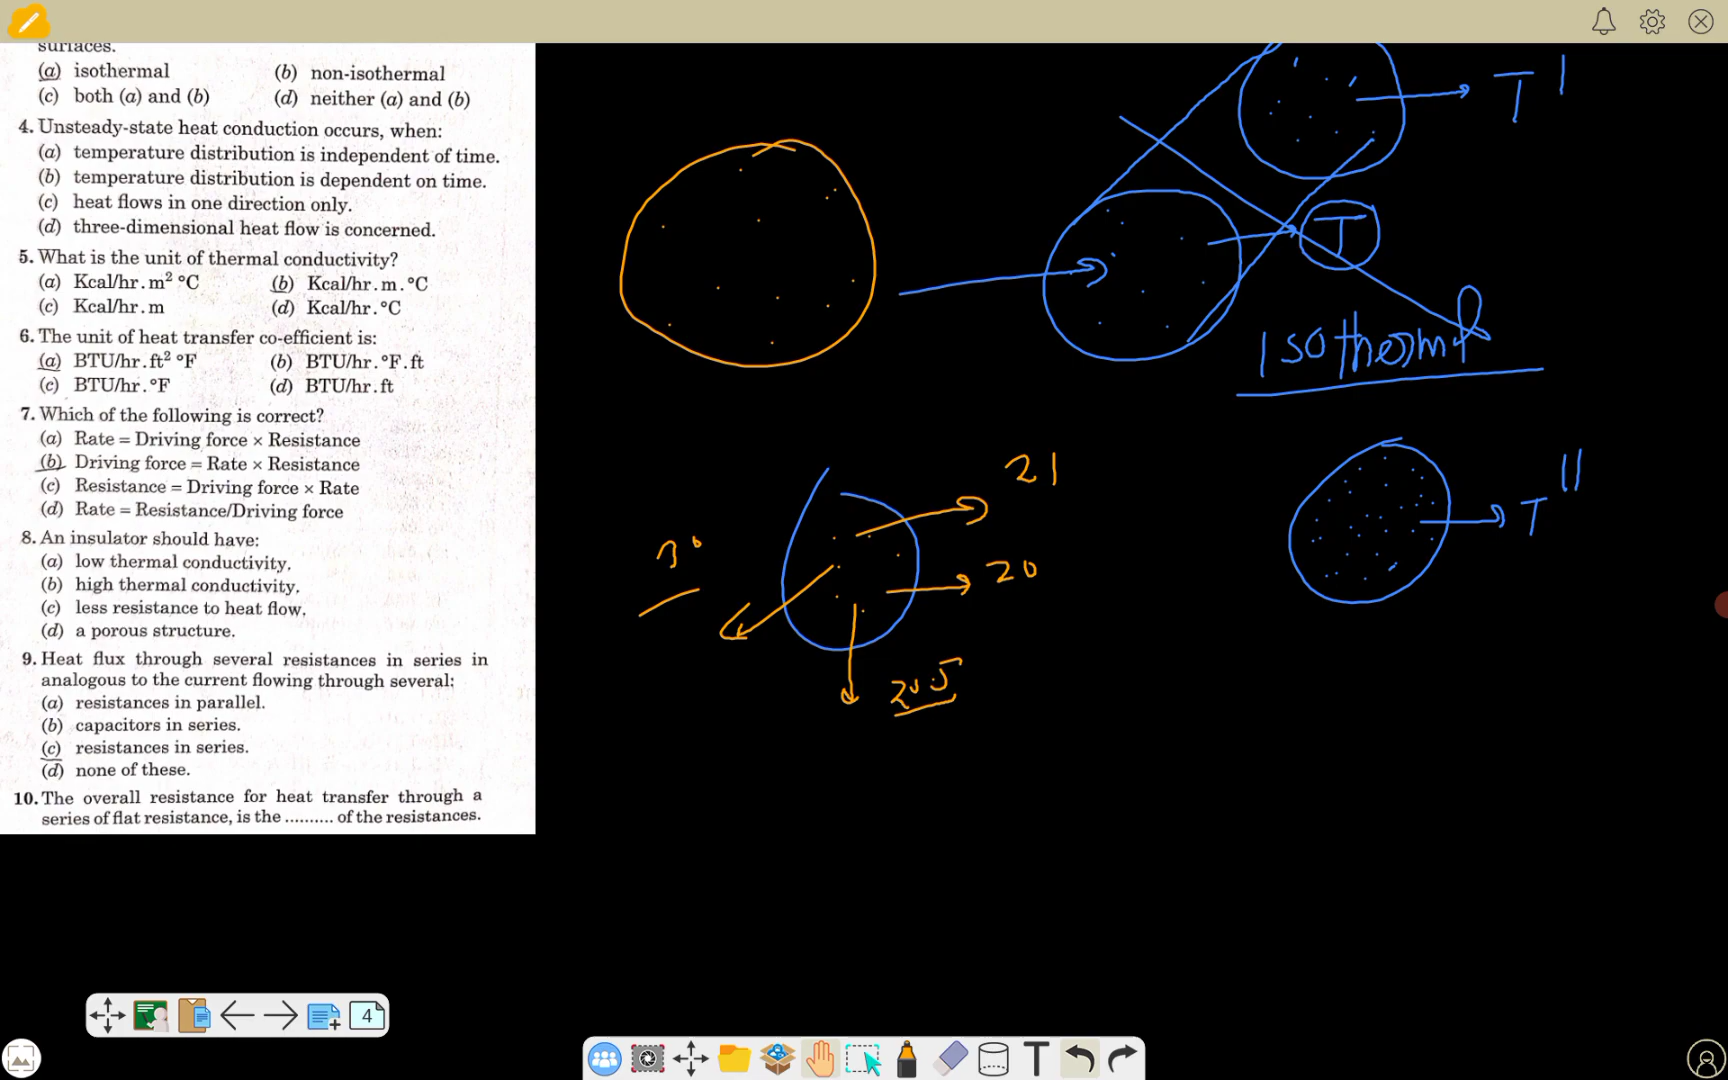 surfaces.
(a) isothermal (b) non-isothermal
(c) both (a) and (b) (d) neither (a) and (b)
4. Unsteady-state heat conduction occurs, when:
(a) temperature distribution is independent of time.
(b) temperature distribution is dependent on time.
(c) heat flows in one direction only.
(d) three-dimensional heat flow is concerned.
5. What is the unit of thermal conductivity?
(a) Kcal/hr. m² °C (b) Kcal/hr. m. °C
(c) Kcal/hr. m (d) Kcal/hr. °C
6. The unit of heat transfer co-efficient is:
(a) BTU/hr. ft² °F (b) BTU/hr. °F. ft
(c) BTU/hr. °F (d) BTU/hr. ft
7. Which of the following is correct?
(a) Rate = Driving force × Resistance
(b) Driving force = Rate × Resistance
(c) Resistance = Driving force × Rate
(d) Rate = Resistance/Driving force
8. An insulator should have:
(a) low thermal conductivity.
(b) high thermal conductivity.
(c) less resistance to heat flow.
(d) a porous structure.
9. Heat flux through several resistances in series in
analogous to the current flowing through several:
(a) resistances in parallel.
(b) capacitors in series.
(c) resistances in series.
(d) none of these.
10. The overall resistance for heat transfer through a
series of flat resistance, is the .......... of the resistances.
T'
T
Isothermal
21
20
20.5
T"
4
T